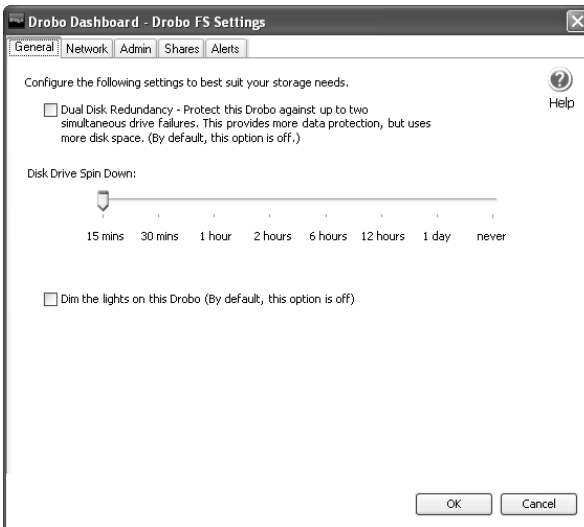 Drobo Dashboard - Drobo FS Settings
General Network Admin Shares Alerts
Configure the following settings to best suit your storage needs.
Help
Dual Disk Redundancy - Protect this Drobo against up to two
simultaneous drive failures. This provides more data protection, but uses
more disk space. (By default, this option is off.)
Disk Drive Spin Down:
15 mins 30 mins 1 hour 2 hours 6 hours 12 hours 1 day never
Dim the lights on this Drobo (By default, this option is off)
OK Cancel